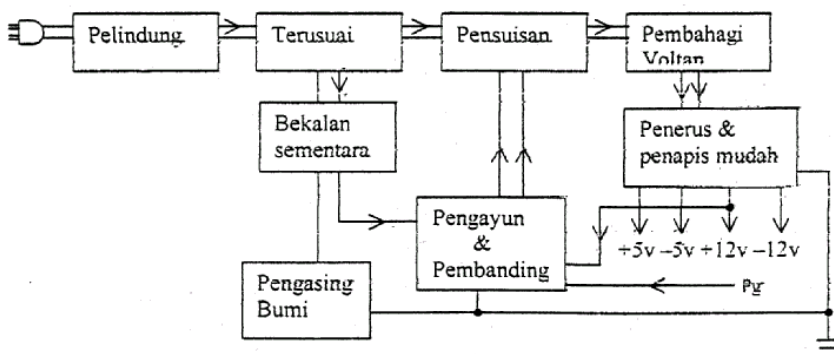 Pelindung
Terusuai
Pensuisan
Pembahagi
Voltan
Bekalan
sementara
Penerus &
penapis mudah
Pengayun
&
Pembanding
+5v –5v +12v –12v
Pengasing
Bumi